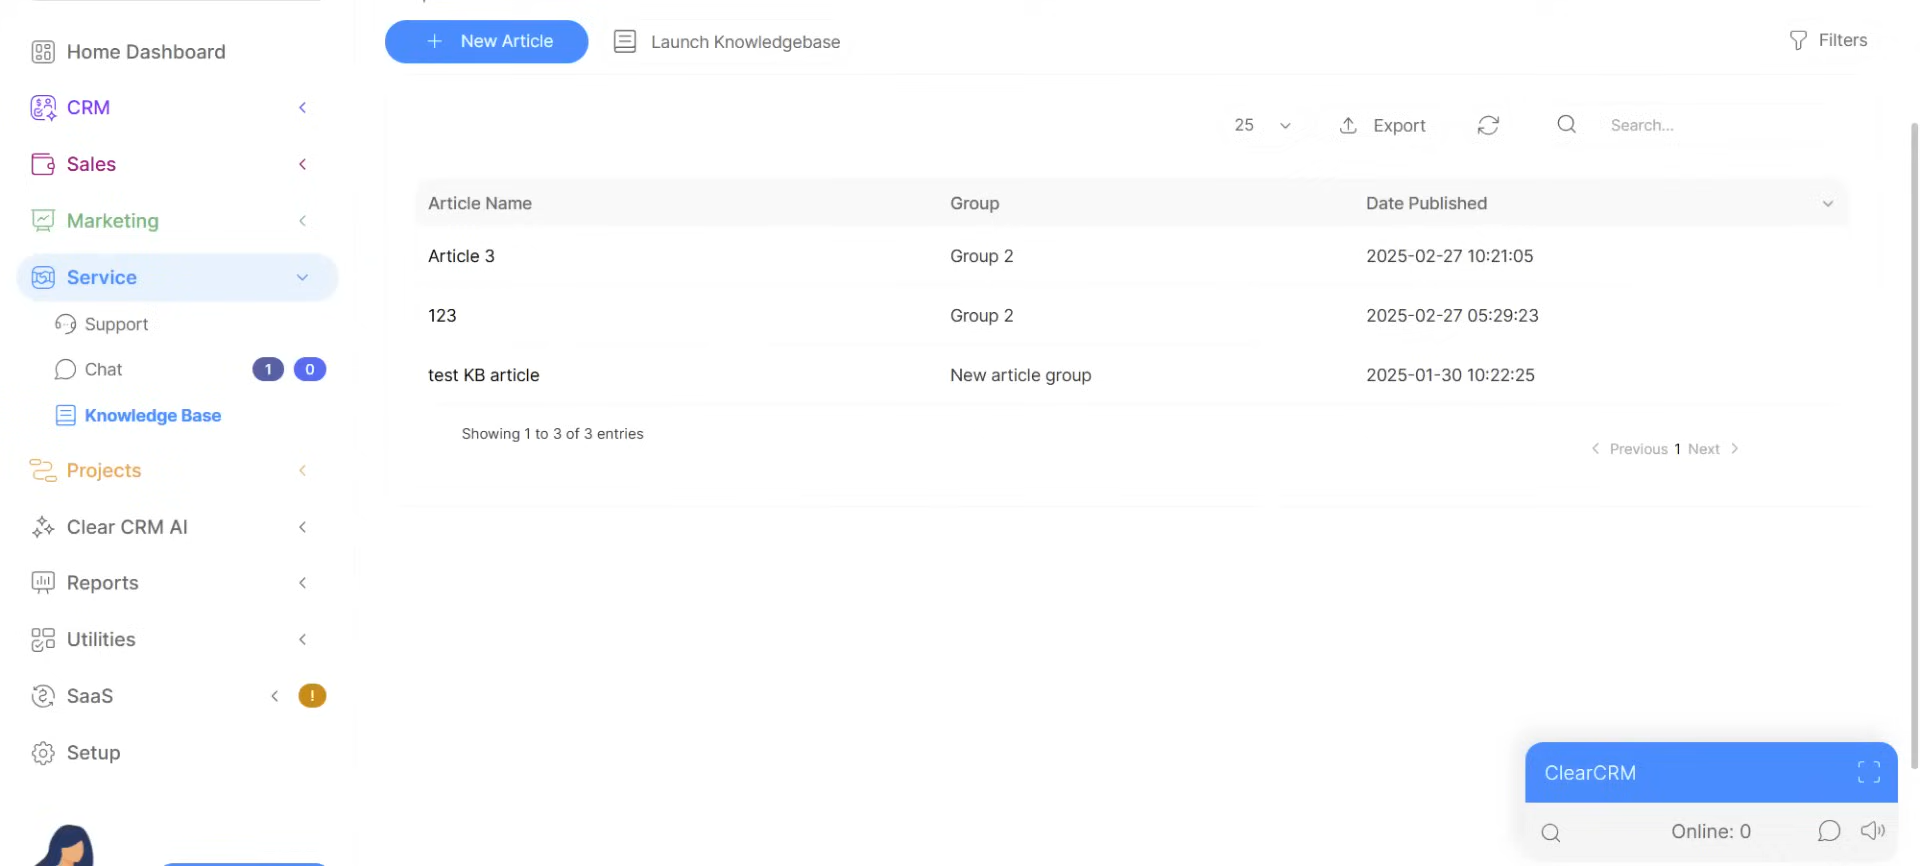 Home Dashboard
CRM
Sales
Marketing
Service
Support
Chat 1 0
Knowledge Base
Projects
Clear CRM AI
Reports
Utilities
SaaS !
Setup
+ New Article
Launch Knowledgebase
Filters
25
Export
Search...
Article Name Group Date Published
Article 3 Group 2 2025-02-27 10:21:05
123 Group 2 2025-02-27 05:29:23
test KB article New article group 2025-01-30 10:22:25
Showing 1 to 3 of 3 entries
Previous 1 Next
ClearCRM
Online: 0